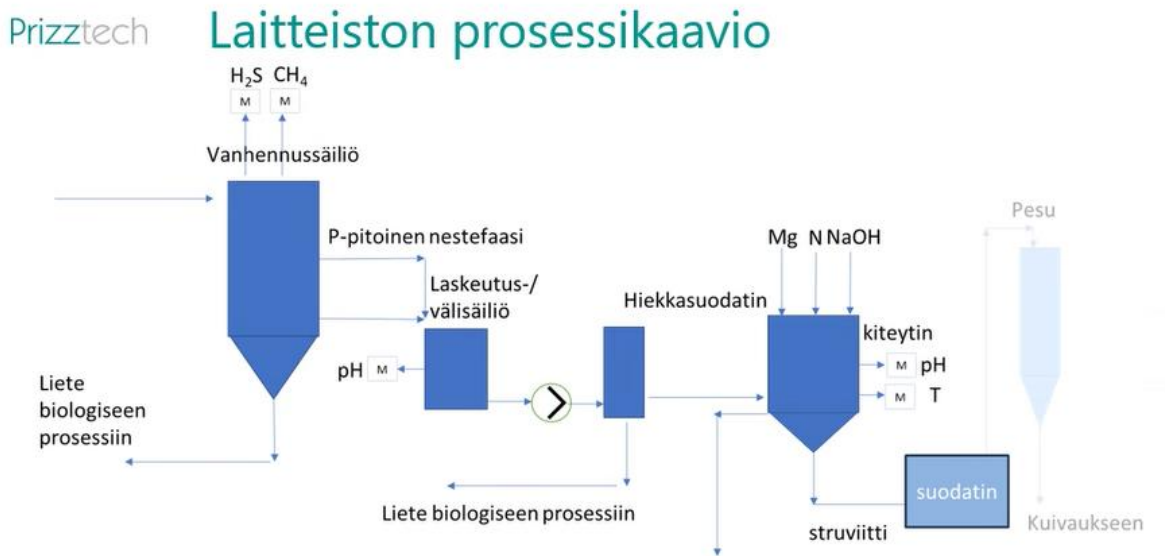 Prizztech
Laitteiston prosessikaavio
H₂S CH₄
M M
Vanhennussäiliö
P-pitoinen nestefaasi
Laskeutus-/
välisäiliö
pH M
Liete
biologiseen
prosessiin
Liete biologiseen prosessiin
Hiekkasuodatin
Mg N NaOH
kiteytin
M pH
M T
struviitti
suodatin
Pesu
Kuivaukseen